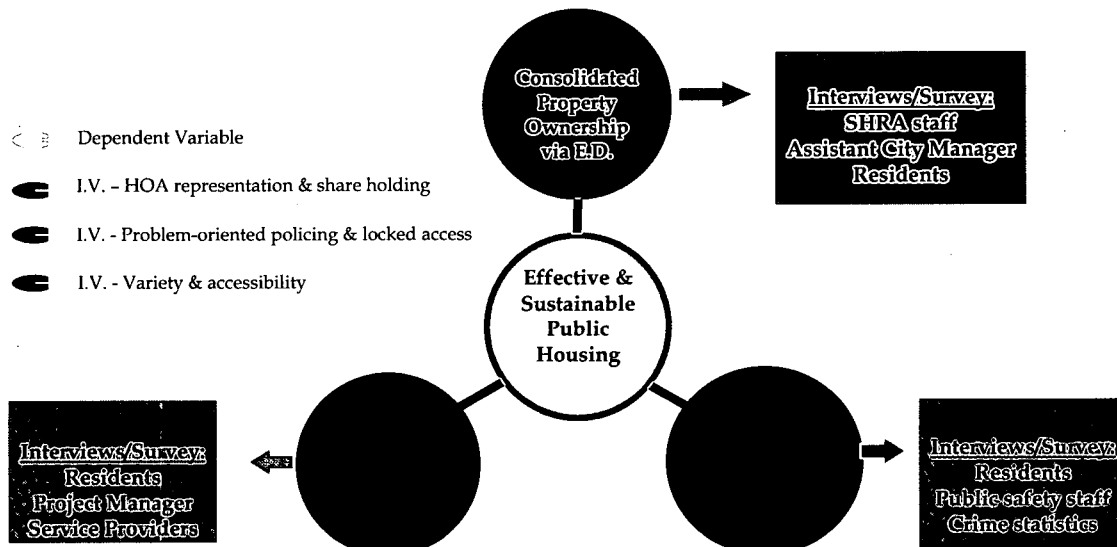 Consolidated
Property
Ownership
via E.D.
Interviews/Survey:
SHRA staff
Assistant City Manager
Residents
Dependent Variable
I.V. – HOA representation & share holding
I.V. - Problem-oriented policing & locked access
I.V. - Variety & accessibility
Effective &
Sustainable
Public
Housing
Interviews/Survey:
Residents
Project Manager
Service Providers
Interviews/Survey:
Residents
Public safety staff
Crime statistics